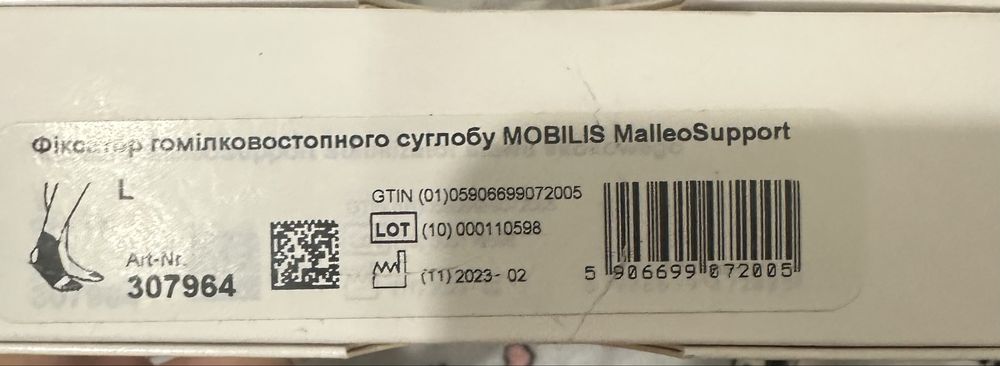 Фіксатор гомілковостопного суглобу MOBILIS MalleoSupport
L
Art-Nr.
307964
GTIN (01)05906699072005
LOT (10) 000110598
(11) 2023- 02
5 906699 072005